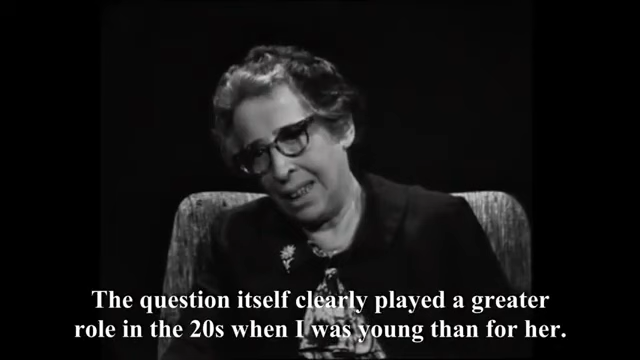 The question itself clearly played a greater
role in the 20s when I was young than for her.